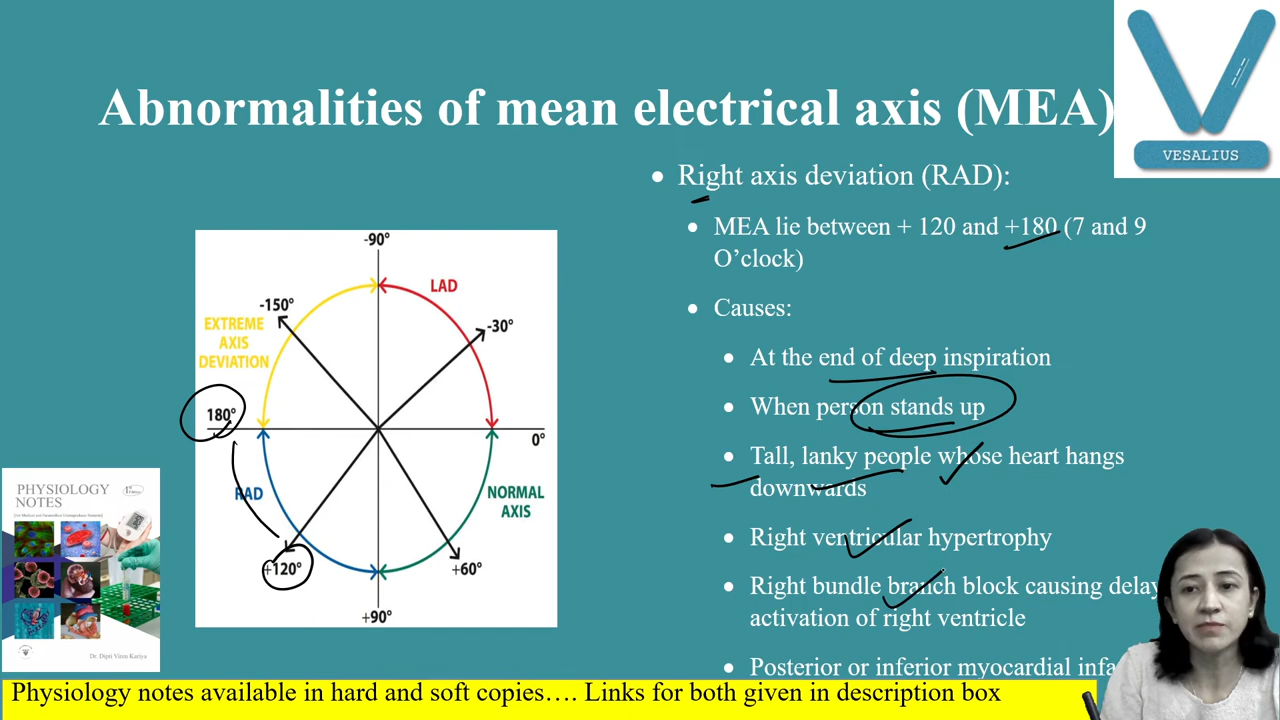 Abnormalities of mean electrical axis (MEA)
VESALIUS
• Right axis deviation (RAD):
• MEA lie between + 120 and +180 (7 and 9
O’clock)
• Causes:
• At the end of deep inspiration
• When person stands up
• Tall, lanky people whose heart hangs
downwards
• Right ventricular hypertrophy
• Right bundle branch block causing delay
activation of right ventricle
• Posterior or inferior myocardial infa
-90°
LAD
-150°
-30°
EXTREME
AXIS
DEVIATION
180°
0°
RAD
NORMAL
AXIS
+120°
+60°
+90°
PHYSIOLOGY
NOTES
Dr. Dipti Viren Kariya
Physiology notes available in hard and soft copies…. Links for both given in description box